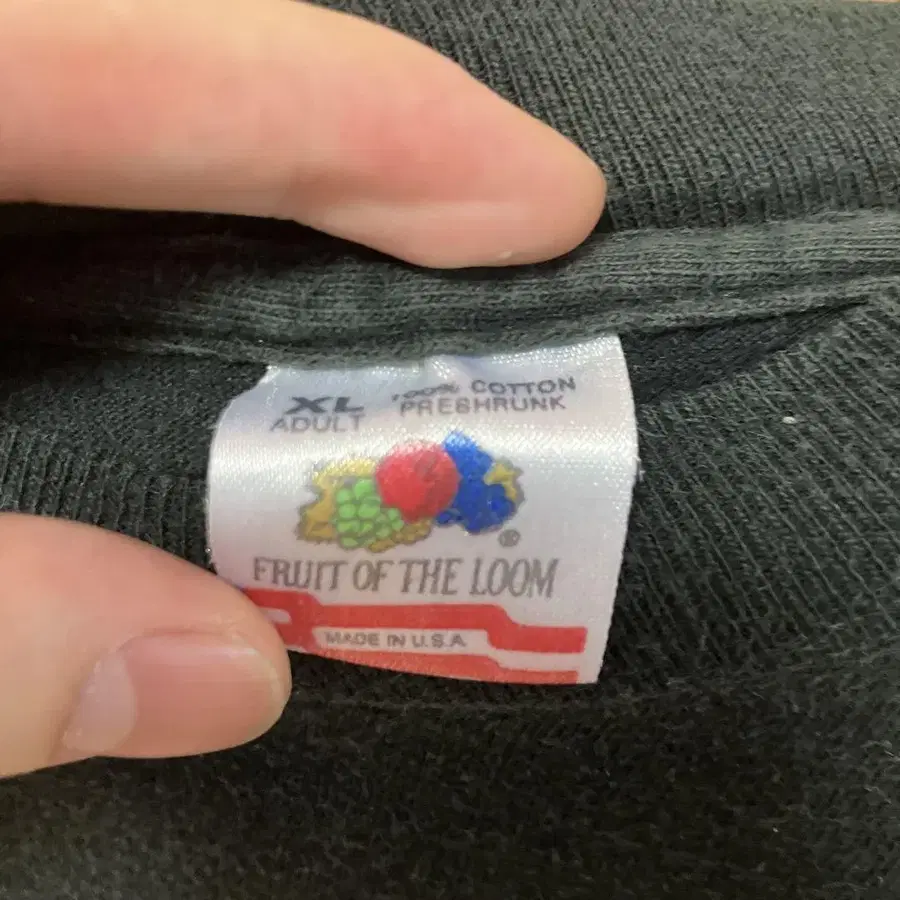 XL
ADULT
100% COTTON
PRESHRUNK
®
FRUIT OF THE LOOM
MADE IN U.S.A.